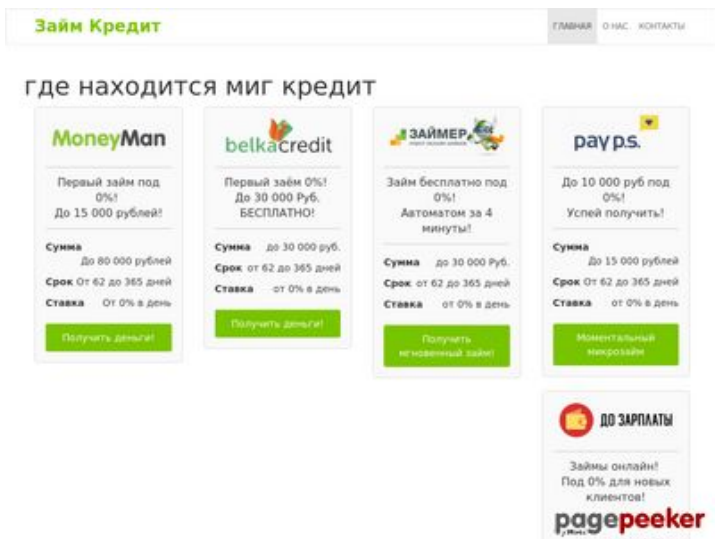 Займ Кредит
ГЛАВНАЯ О НАС КОНТАКТЫ
где находится миг кредит
MoneyMan
Первый займ под
0%!
До 15 000 рублей!
Сумма
До 80 000 рублей
Срок От 62 до 365 дней
Ставка От 0% в день
Получить деньги!
belkacredit
Первый заём 0%!
До 30 000 Руб.
БЕСПЛАТНО!
Сумма до 30 000 руб.
Срок от 62 до 365 дней
Ставка от 0% в день
Получить деньги!
ЗАЙМЕР
Займ бесплатно под
0%!
Автоматом за 4
минуты!
Сумма до 30 000 Руб.
Срок от 62 до 365 дней
Ставка от 0% в день
Получить
мгновенный займ!
pay p.s.
До 10 000 руб под
0%!
Успей получить!
Сумма
До 15 000 рублей
Срок От 62 до 365 дней
Ставка от 0% в день
Моментальный
микрозайм
ДО ЗАРПЛАТЫ
Займы онлайн!
Под 0% для новых
клиентов!
pagepeeker